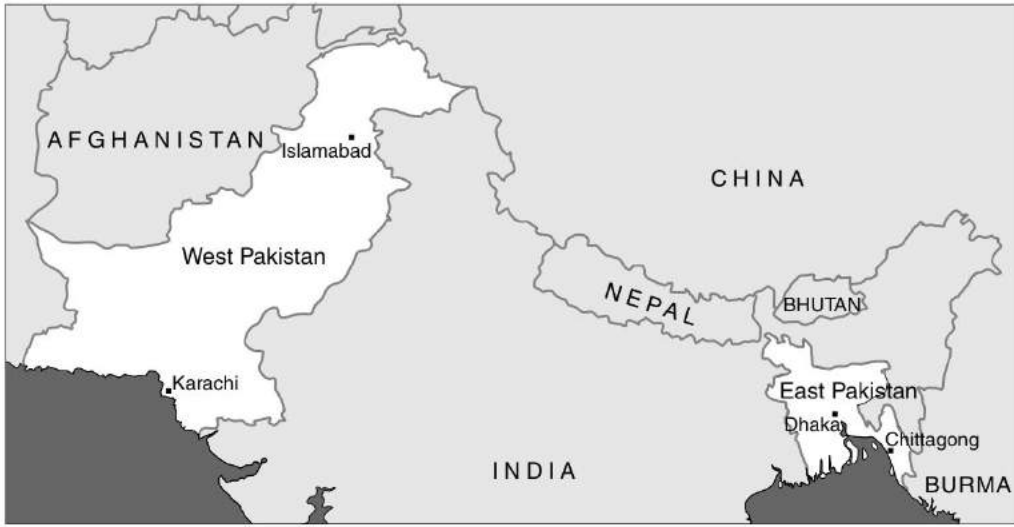 AFGHANISTAN
Islamabad
CHINA
West Pakistan
NEPAL
BHUTAN
Karachi
East Pakistan
Dhaka
Chittagong
INDIA
BURMA